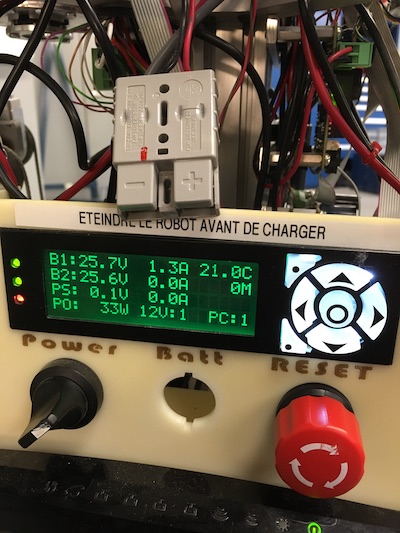 ETEINDRE LE ROBOT AVANT DE CHARGER
B1:25.7V 1.3A 21.0C
B2:25.6V 0.0A 0M
PS: 0.1V 0.0A
PO: 33W 12V:1 PC:1
Power Batt RESET